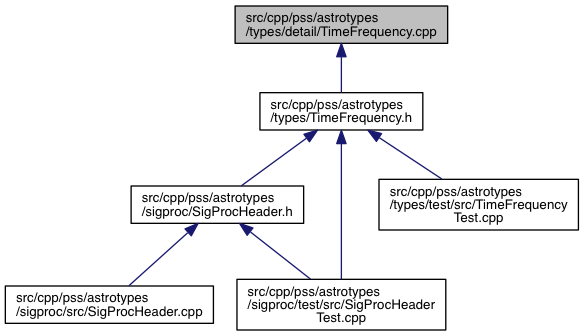 src/cpp/pss/astrotypes
/types/detail/TimeFrequency.cpp
src/cpp/pss/astrotypes
/types/TimeFrequency.h
src/cpp/pss/astrotypes
/sigproc/SigProcHeader.h
src/cpp/pss/astrotypes
/types/test/src/TimeFrequency
Test.cpp
src/cpp/pss/astrotypes
/sigproc/src/SigProcHeader.cpp
src/cpp/pss/astrotypes
/sigproc/test/src/SigProcHeader
Test.cpp